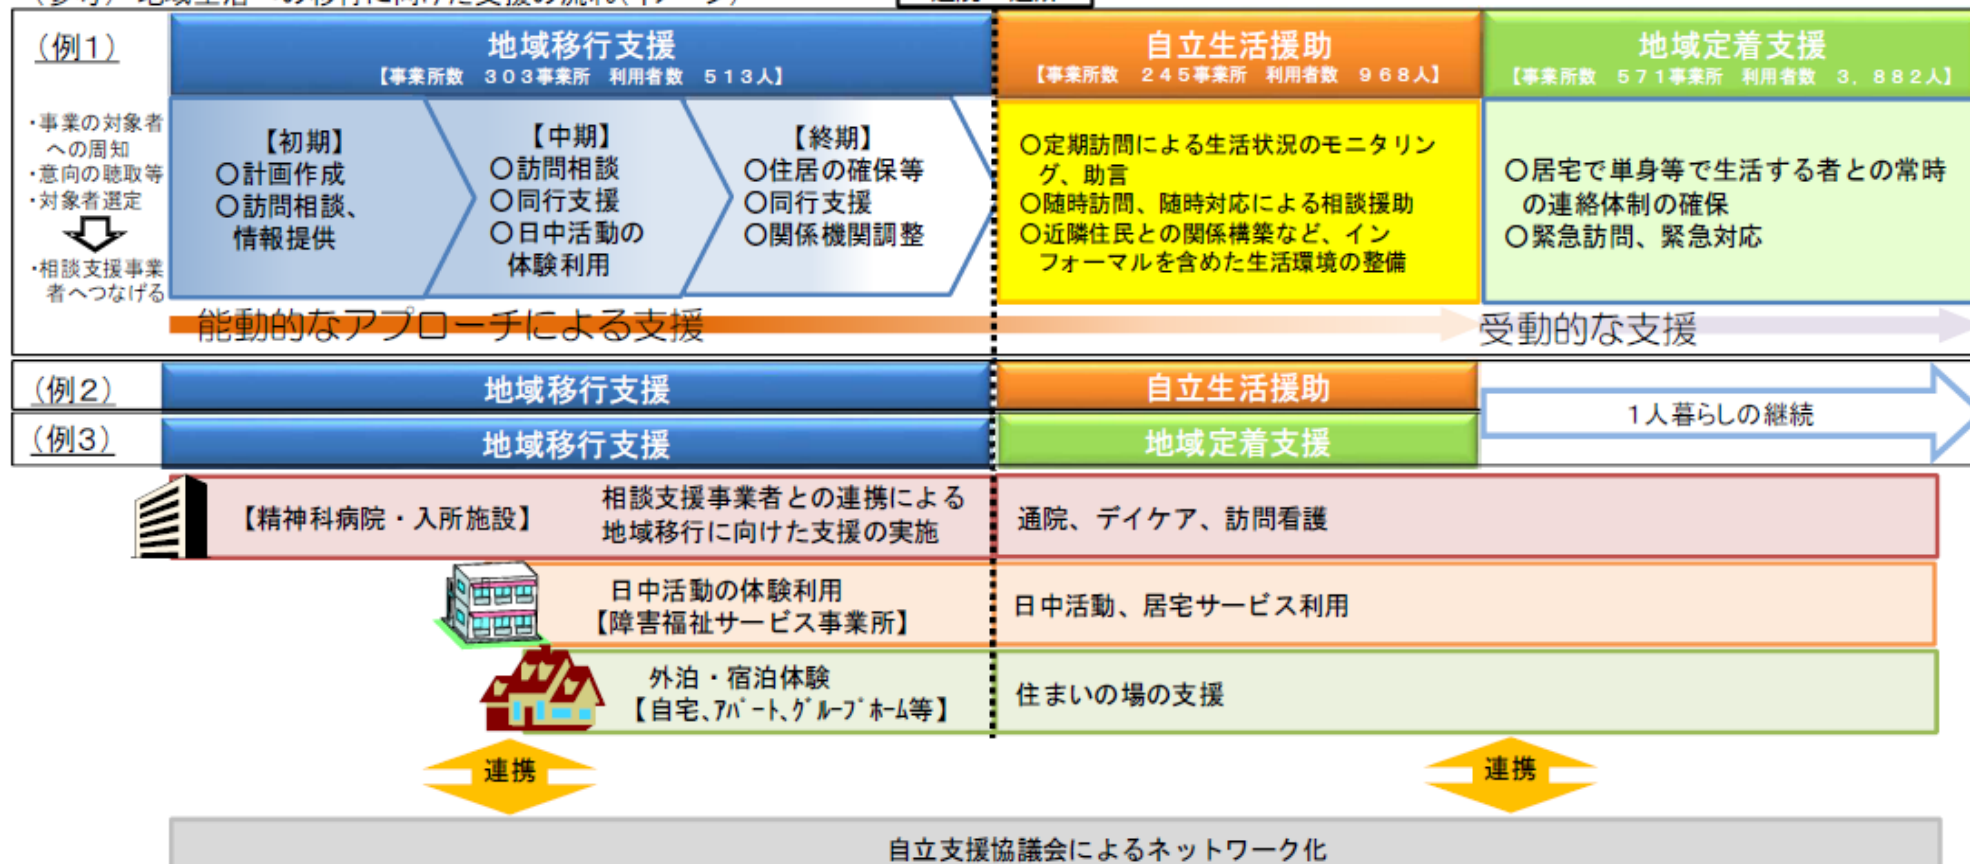 (例1)
地域移行支援
【事業所数 303事業所 利用者数 513人】
自立生活援助
【事業所数 245事業所 利用者数 968人】
地域定着支援
【事業所数 571事業所 利用者数 3,882人】
・事業の対象者
への周知
・意向の聴取等
・対象者選定
・相談支援事業
者へつなげる
【初期】
○計画作成
○訪問相談、
情報提供
【中期】
○訪問相談
○同行支援
○日中活動の
体験利用
【終期】
○住居の確保等
○同行支援
○関係機関調整
○定期訪問による生活状況のモニタリン
グ、助言
○随時訪問、随時対応による相談援助
○近隣住民との関係構築など、イン
フォーマルを含めた生活環境の整備
○居宅で単身等で生活する者との常時
の連絡体制の確保
○緊急訪問、緊急対応
能動的なアプローチによる支援
受動的な支援
(例2)
地域移行支援
自立生活援助
1人暮らしの継続
(例3)
地域移行支援
地域定着支援
【精神科病院・入所施設】
相談支援事業者との連携による
地域移行に向けた支援の実施
通院、デイケア、訪問看護
日中活動の体験利用
【障害福祉サービス事業所】
日中活動、居宅サービス利用
外泊・宿泊体験
【自宅、ｱﾊﾟｰﾄ、ｸﾞﾙｰﾌﾟﾎｰﾑ等】
住まいの場の支援
連携
連携
自立支援協議会によるネットワーク化